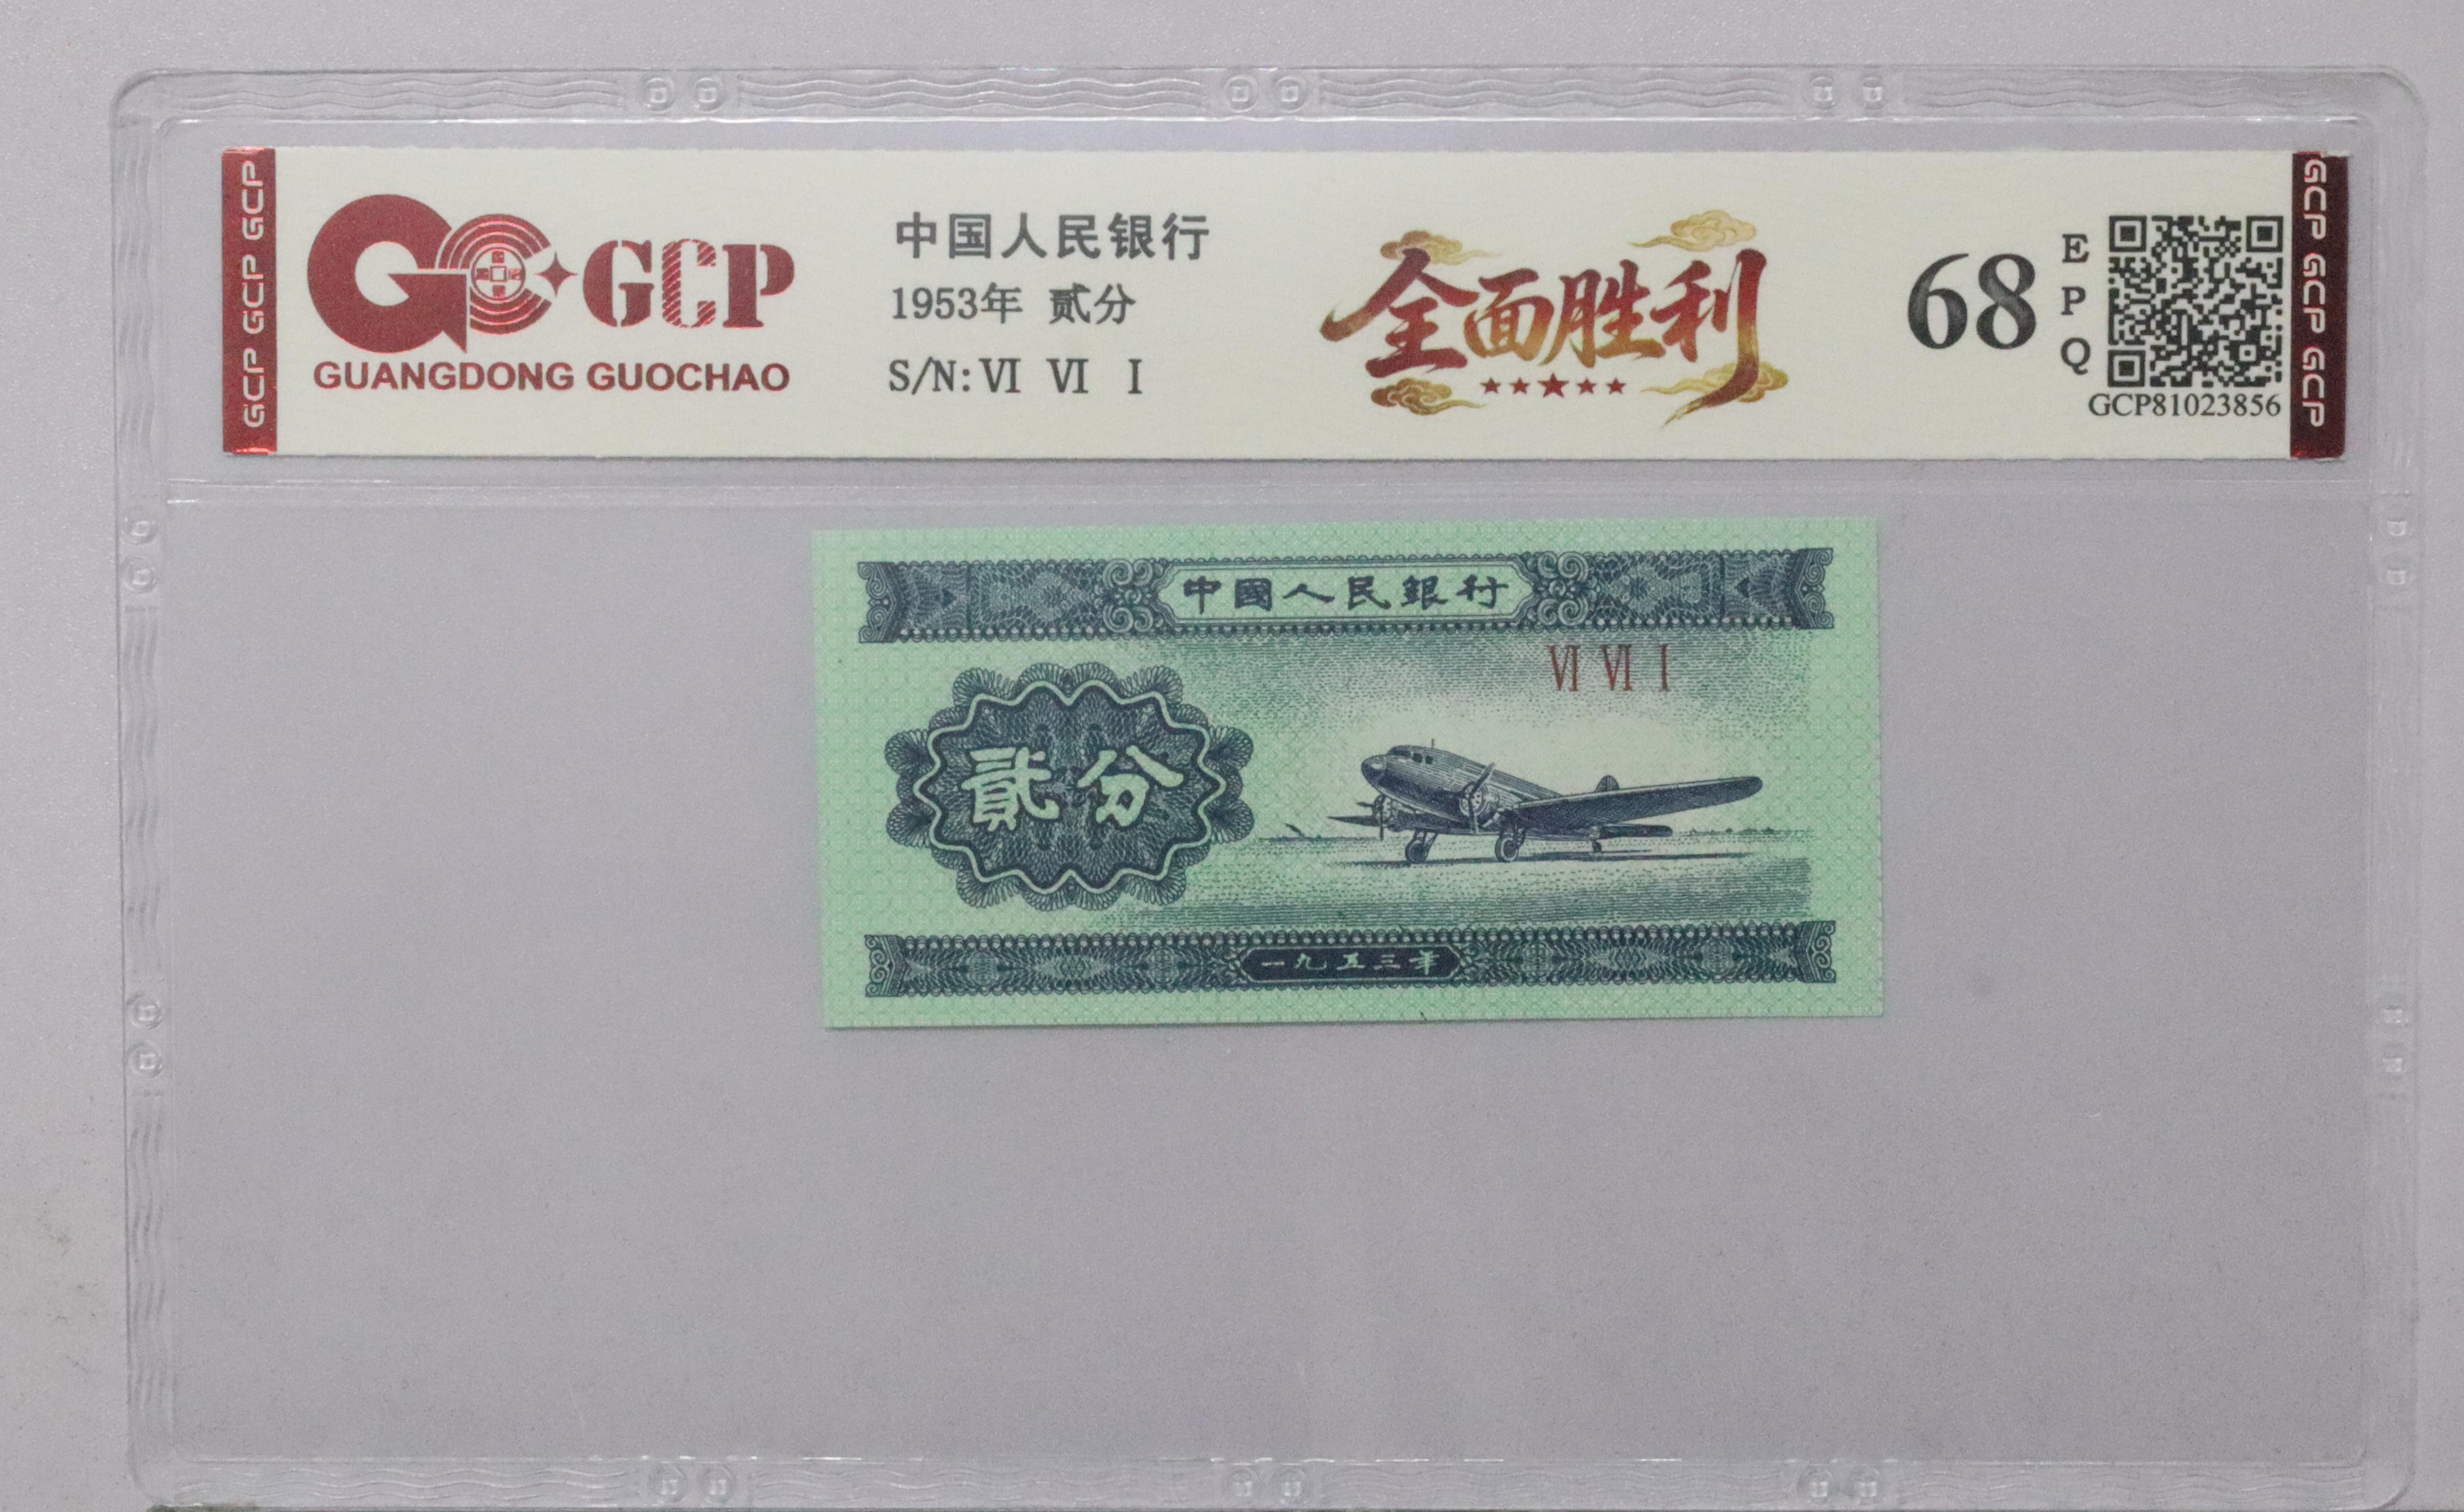 GCP GCP GCP
GCP
GUANGDONG GUOCHAO
中国人民银行
1953年 贰分
S/N: Ⅵ Ⅵ Ⅰ
全面胜利
68
E
P
Q
GCP81023856
GCP GCP GCP
中國人民銀行
Ⅵ Ⅵ Ⅰ
貳分
一九五三年